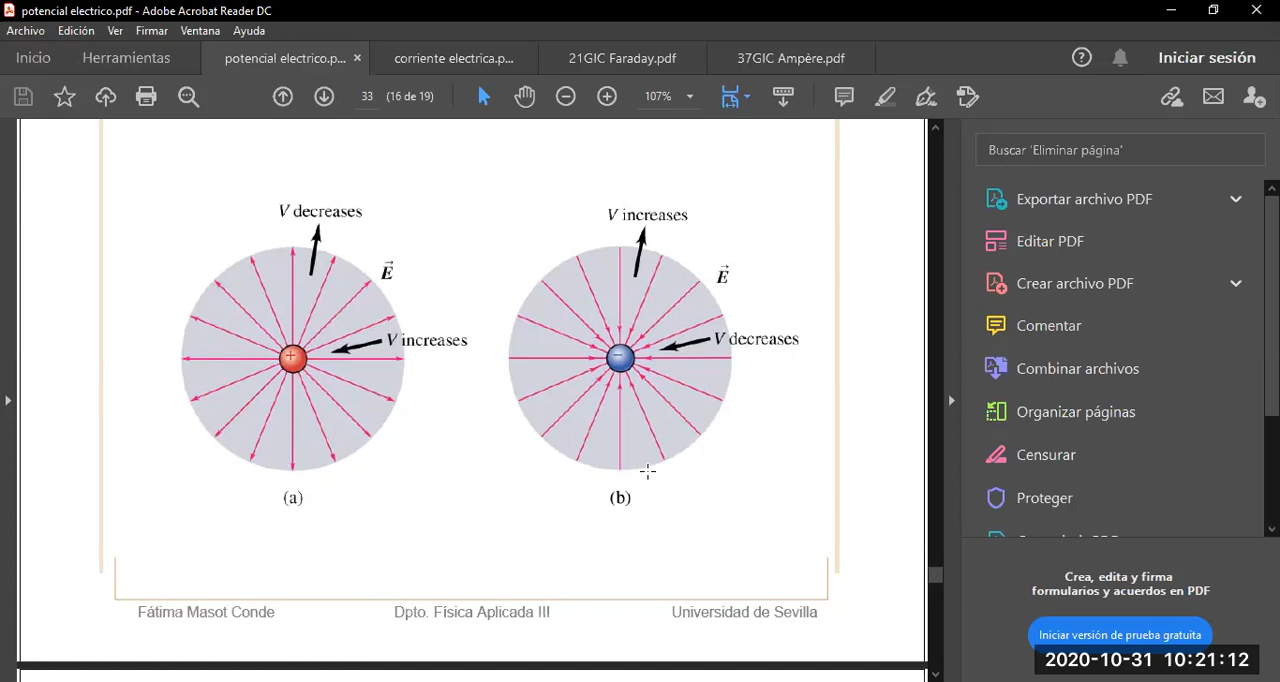 potencial electrico.pdf - Adobe Acrobat Reader DC
Archivo Edición Ver Firmar Ventana Ayuda
Inicio Herramientas potencial electrico.p... × corriente electrica.p... 21GIC Faraday.pdf 37GIC Ampère.pdf Iniciar sesión
33 (16 de 19) 107%
Buscar 'Eliminar página'
Exportar archivo PDF
Editar PDF
Crear archivo PDF
Comentar
Combinar archivos
Organizar páginas
Censurar
Proteger
V decreases
E
V increases
+
(a)
V increases
E
V decreases
−
(b)
Fátima Masot Conde Dpto. Física Aplicada III Universidad de Sevilla
Crea, edita y firma
formularios y acuerdos en PDF
Iniciar versión de prueba gratuita
2020-10-31 10:21:12